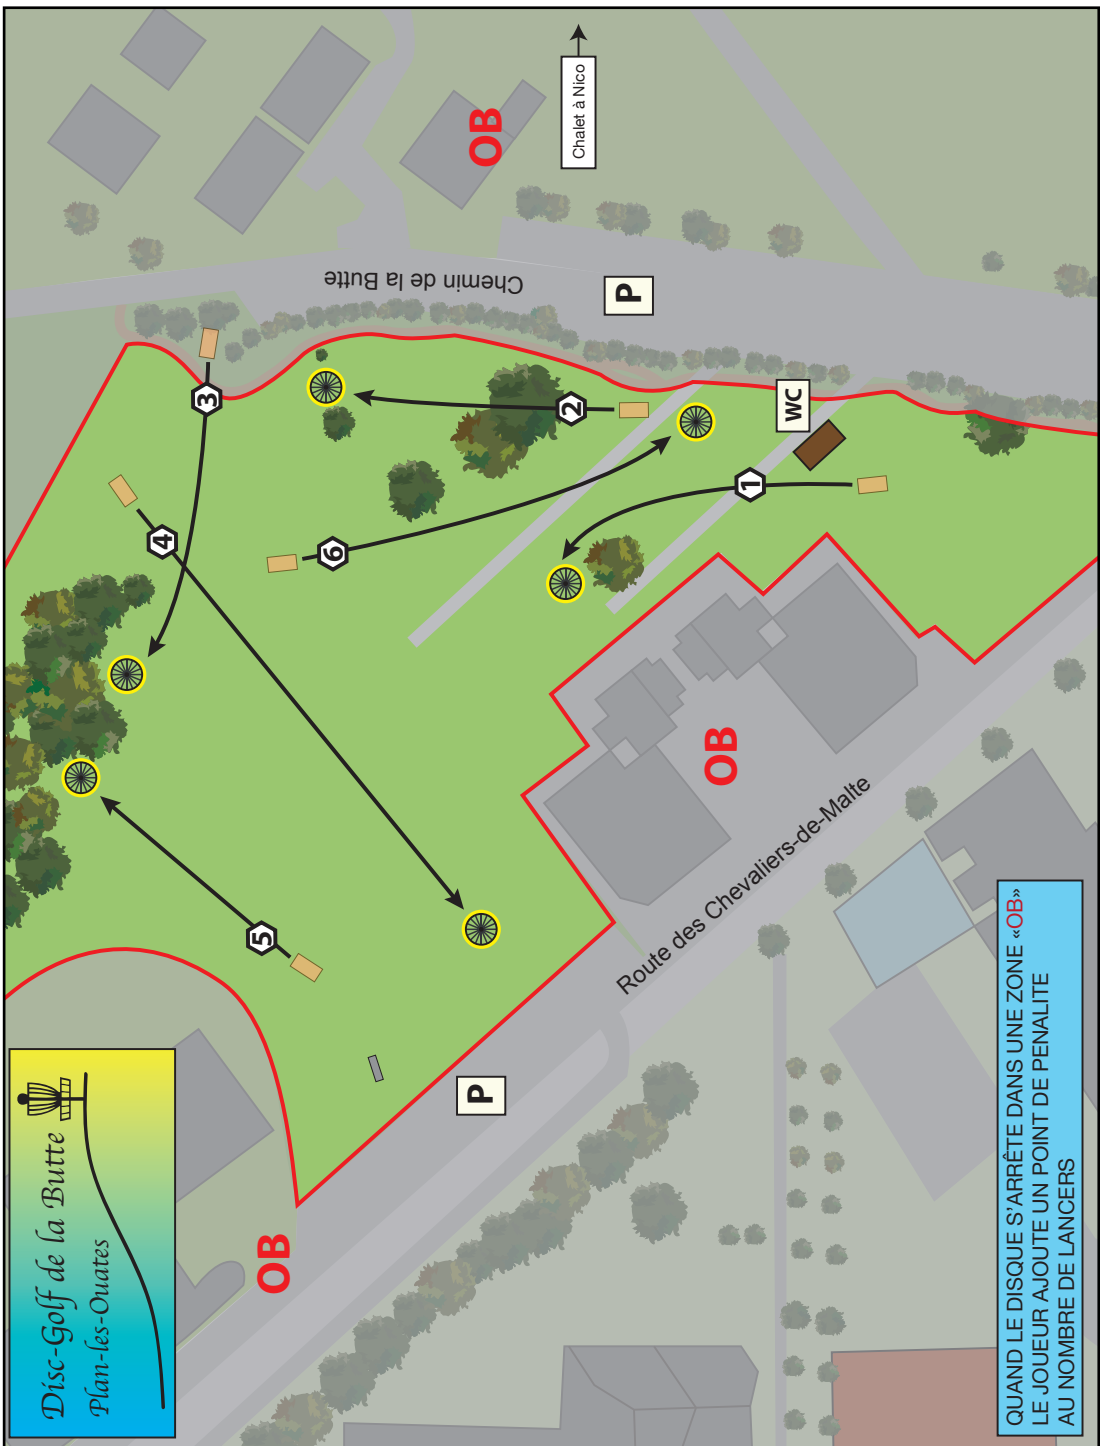 Disc-Golf de la Butte
Plan-les-Ouates
OB
P
5
4
3
6
2
1
Chemin de la Butte
P
WC
OB
Chalet à Nico
OB
Route des Chevaliers-de-Malte
QUAND LE DISQUE S'ARRÊTE DANS UNE ZONE «OB»
LE JOUEUR AJOUTE UN POINT DE PENALITE
AU NOMBRE DE LANCERS